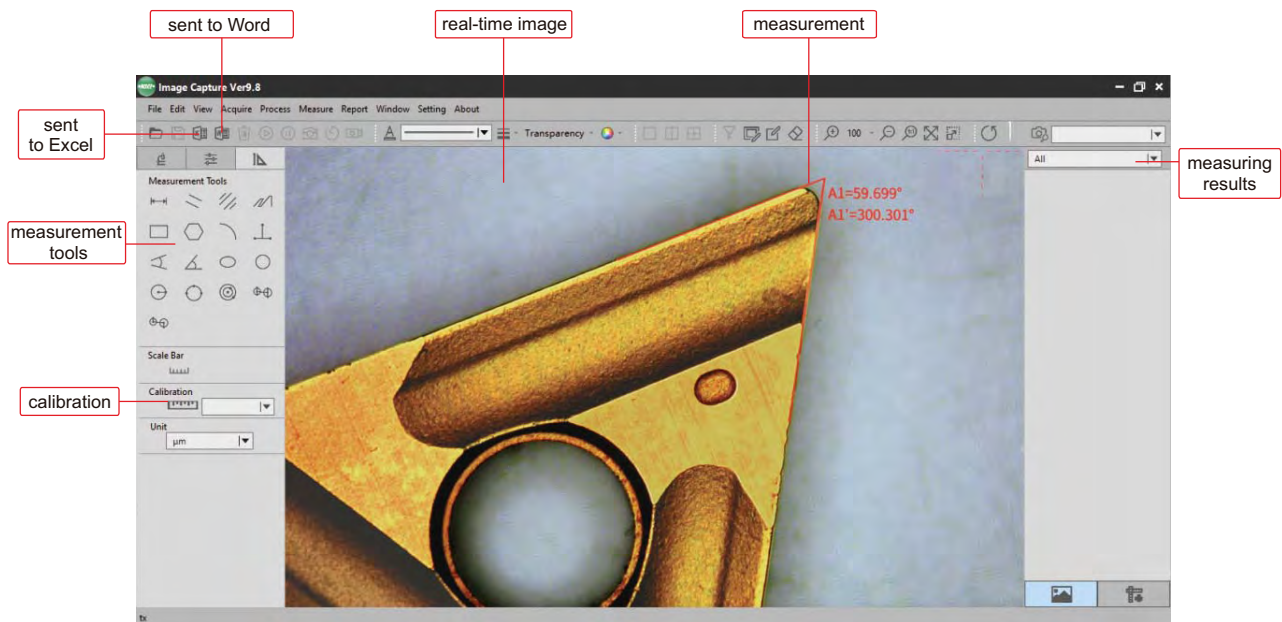 sent to Word
real-time image
measurement
Image Capture Ver9.8
File Edit View Acquire Process Measure Report Window Setting About
sent
to Excel
A
Transparency
100
All
measuring
results
Measurement Tools
A1=59.699°
A1'=300.301°
measurement
tools
Scale Bar
Calibration
calibration
Unit
µm
tx